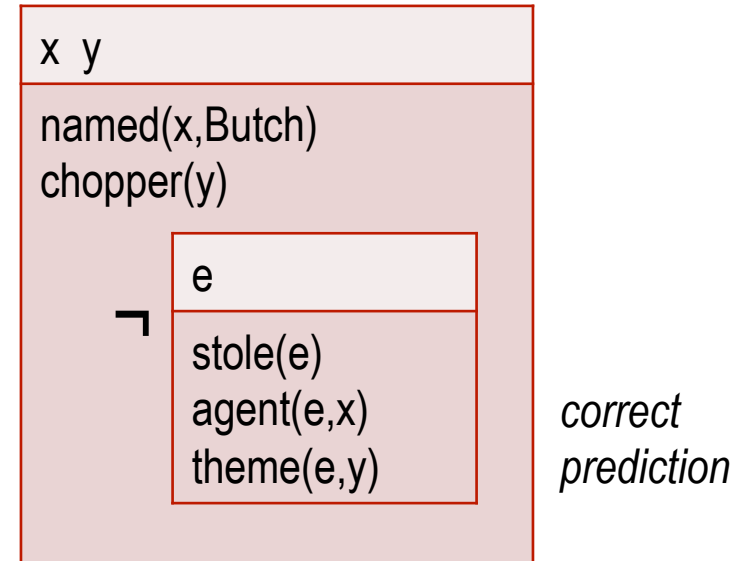 x y
named(x,Butch)
chopper(y)
¬
e
stole(e)
agent(e,x)
theme(e,y)
correct
prediction